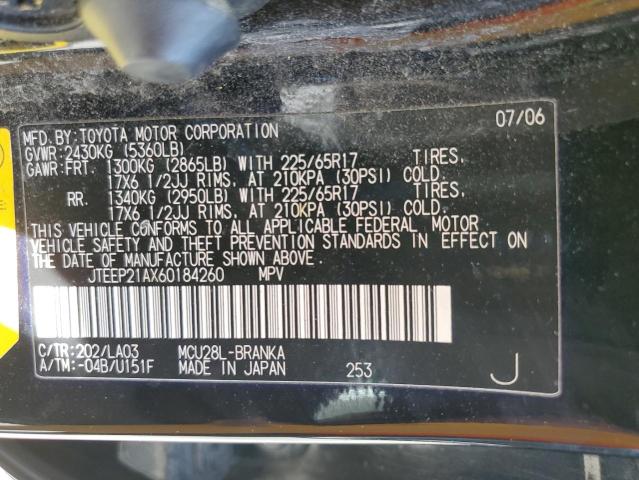 MFD. BY: TOYOTA MOTOR CORPORATION 07/06
GVWR: 2430KG (5360LB)
GAWR: FRT. 1300KG (2865LB) WITH 225/65R17 TIRES,
17X6 1/2JJ RIMS, AT 210KPA (30PSI) COLD.
RR. 1340KG (2950LB) WITH 225/65R17 TIRES,
17X6 1/2JJ RIMS, AT 210KPA (30PSI) COLD.
THIS VEHICLE CONFORMS TO ALL APPLICABLE FEDERAL MOTOR
VEHICLE SAFETY AND THEFT PREVENTION STANDARDS IN EFFECT ON
THE DATE OF MANUFACTURE SHOWN ABOVE.
JTEEP21AX60184260 MPV
C/TR: 202/LA03 MCU28L-BRANKA
A/TM: -04B/U151F MADE IN JAPAN 253 J